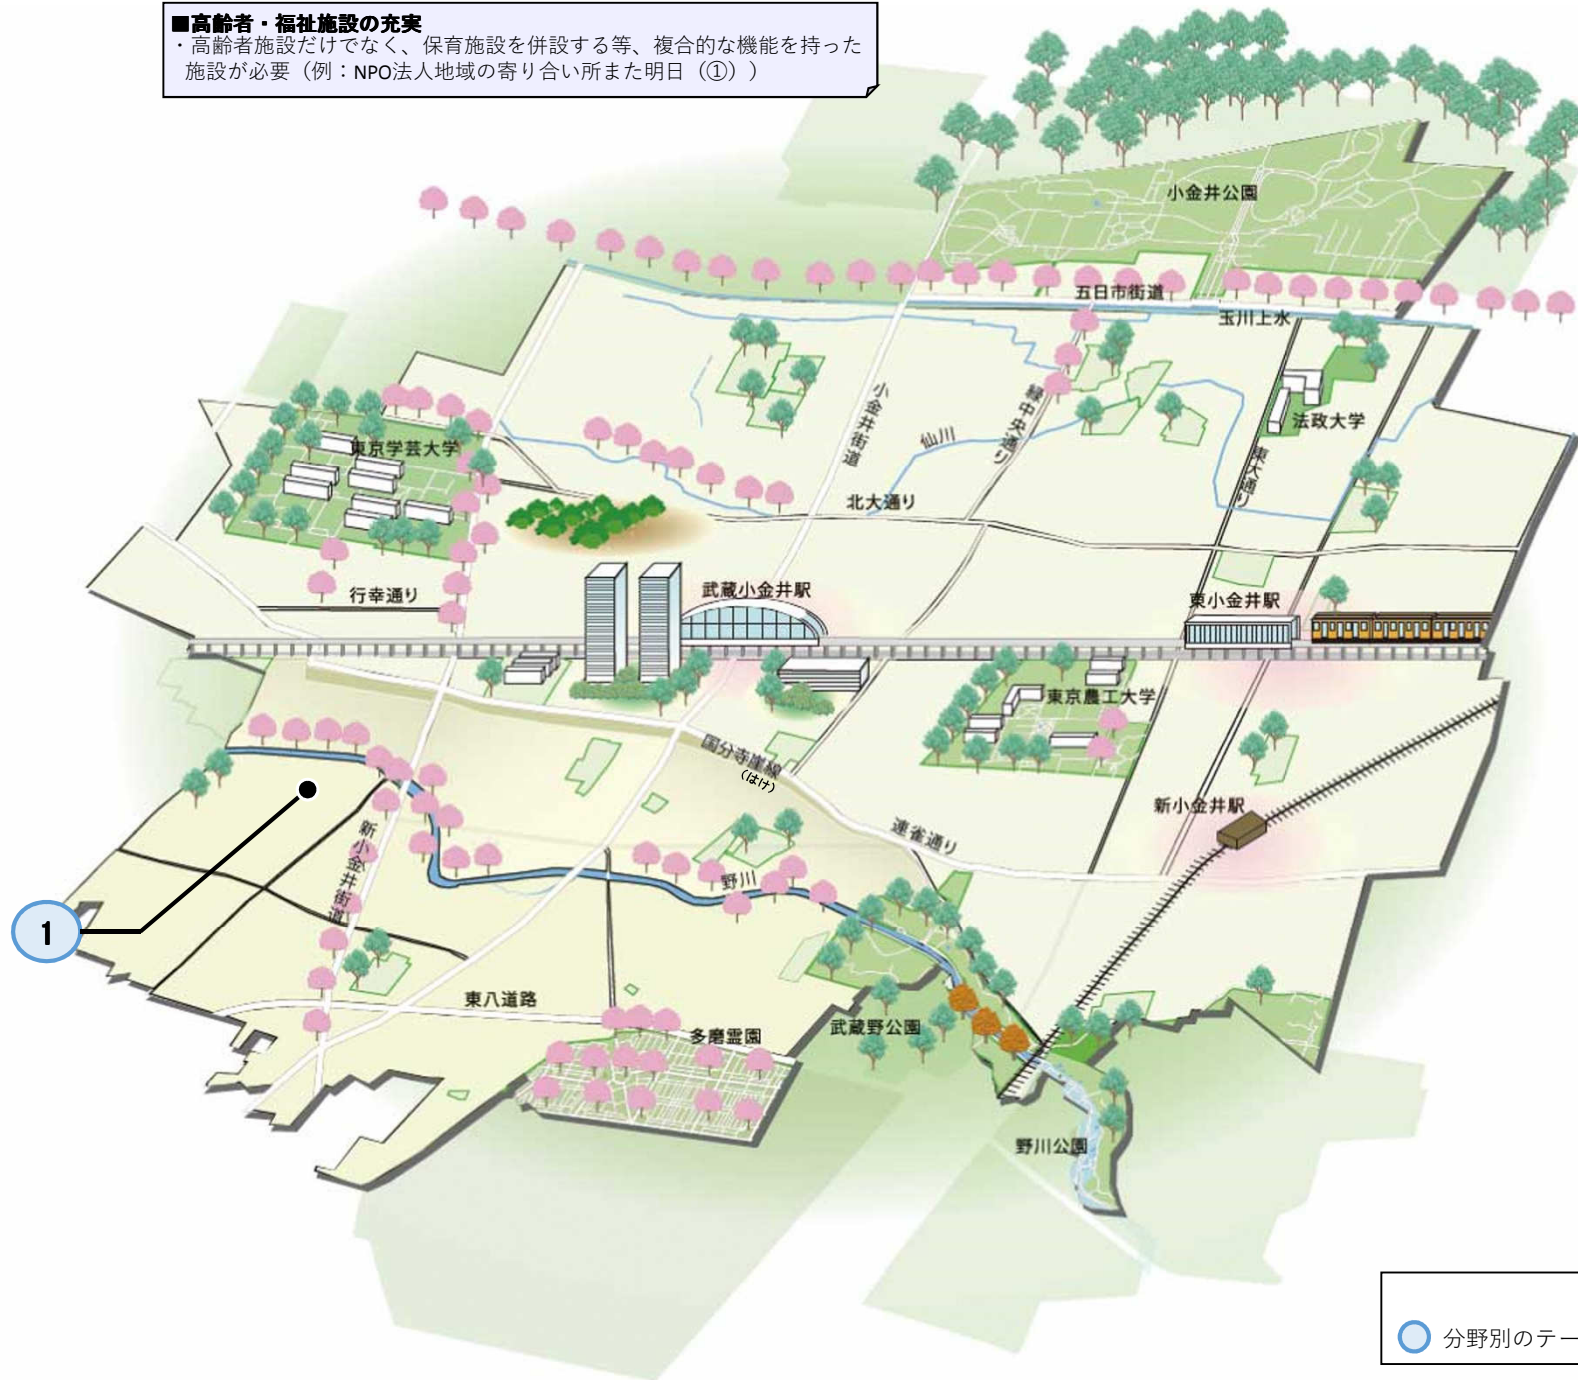 ■高齢者・福祉施設の充実
・高齢者施設だけでなく、保育施設を併設する等、複合的な機能を持った
施設が必要（例：NPO法人地域の寄り合い所また明日（①））
小金井公園
五日市街道
玉川上水
小金井街道
緑中央通り
仙川
法政大学
東大通り
東京学芸大学
北大通り
行幸通り
武蔵小金井駅
東小金井駅
東京農工大学
国分寺崖線
（はけ）
新小金井駅
連雀通り
新小金井街道
野川
1
東八道路
多磨霊園
武蔵野公園
野川公園
分野別のテー